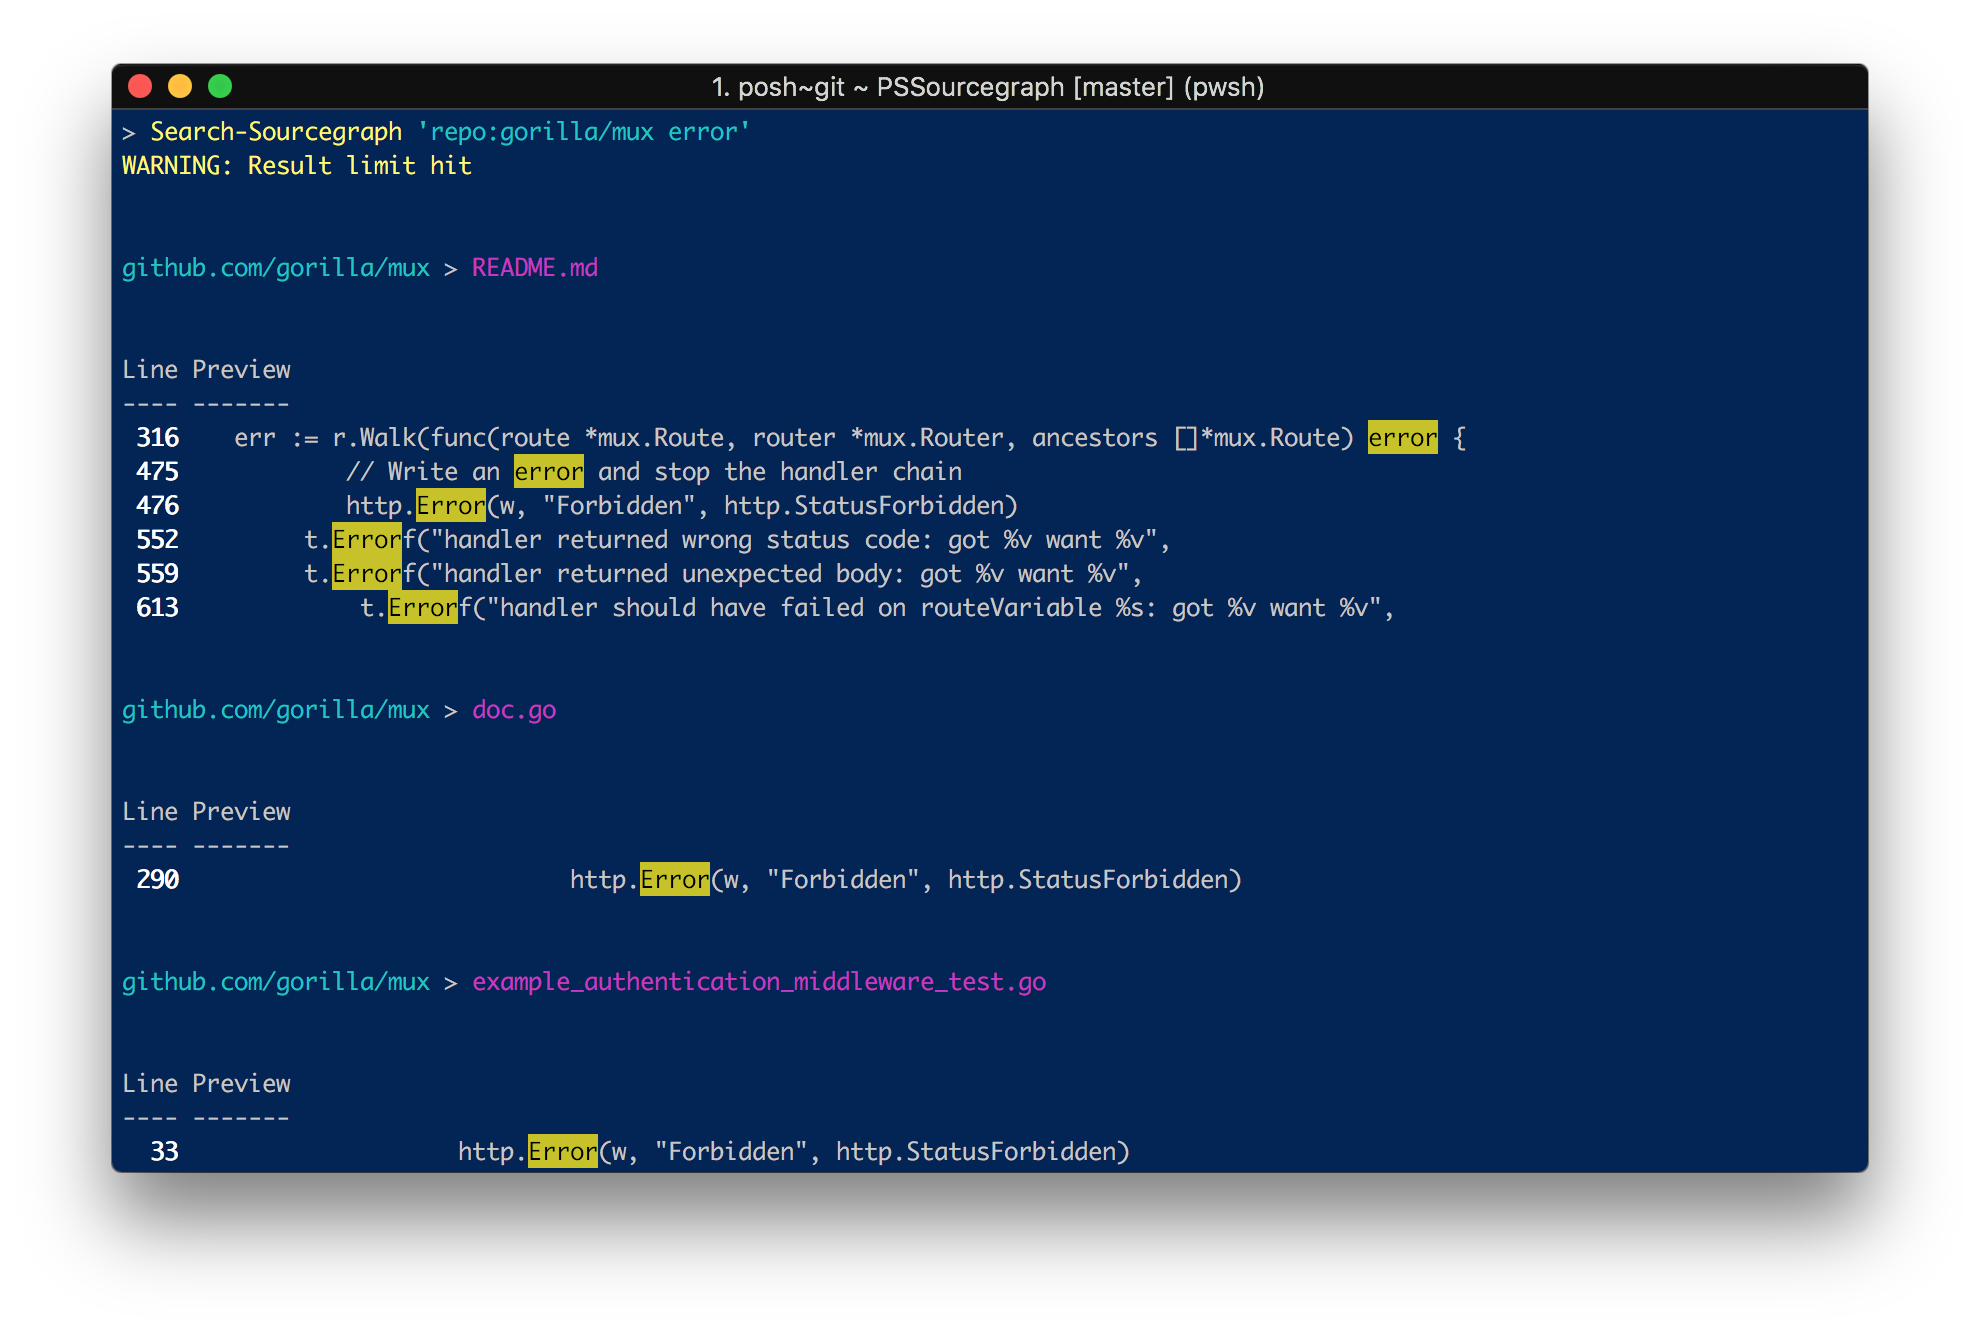 1. posh~git ~ PSSourcegraph [master] (pwsh)
> Search-Sourcegraph 'repo:gorilla/mux error'
WARNING: Result limit hit
github.com/gorilla/mux > README.md
Line Preview
---- -------
316    err := r.Walk(func(route *mux.Route, router *mux.Router, ancestors []*mux.Route) error {
475            // Write an error and stop the handler chain
476            http.Error(w, "Forbidden", http.StatusForbidden)
552         t.Errorf("handler returned wrong status code: got %v want %v",
559         t.Errorf("handler returned unexpected body: got %v want %v",
613             t.Errorf("handler should have failed on routeVariable %s: got %v want %v",
github.com/gorilla/mux > doc.go
Line Preview
---- -------
290                            http.Error(w, "Forbidden", http.StatusForbidden)
github.com/gorilla/mux > example_authentication_middleware_test.go
Line Preview
---- -------
33                    http.Error(w, "Forbidden", http.StatusForbidden)